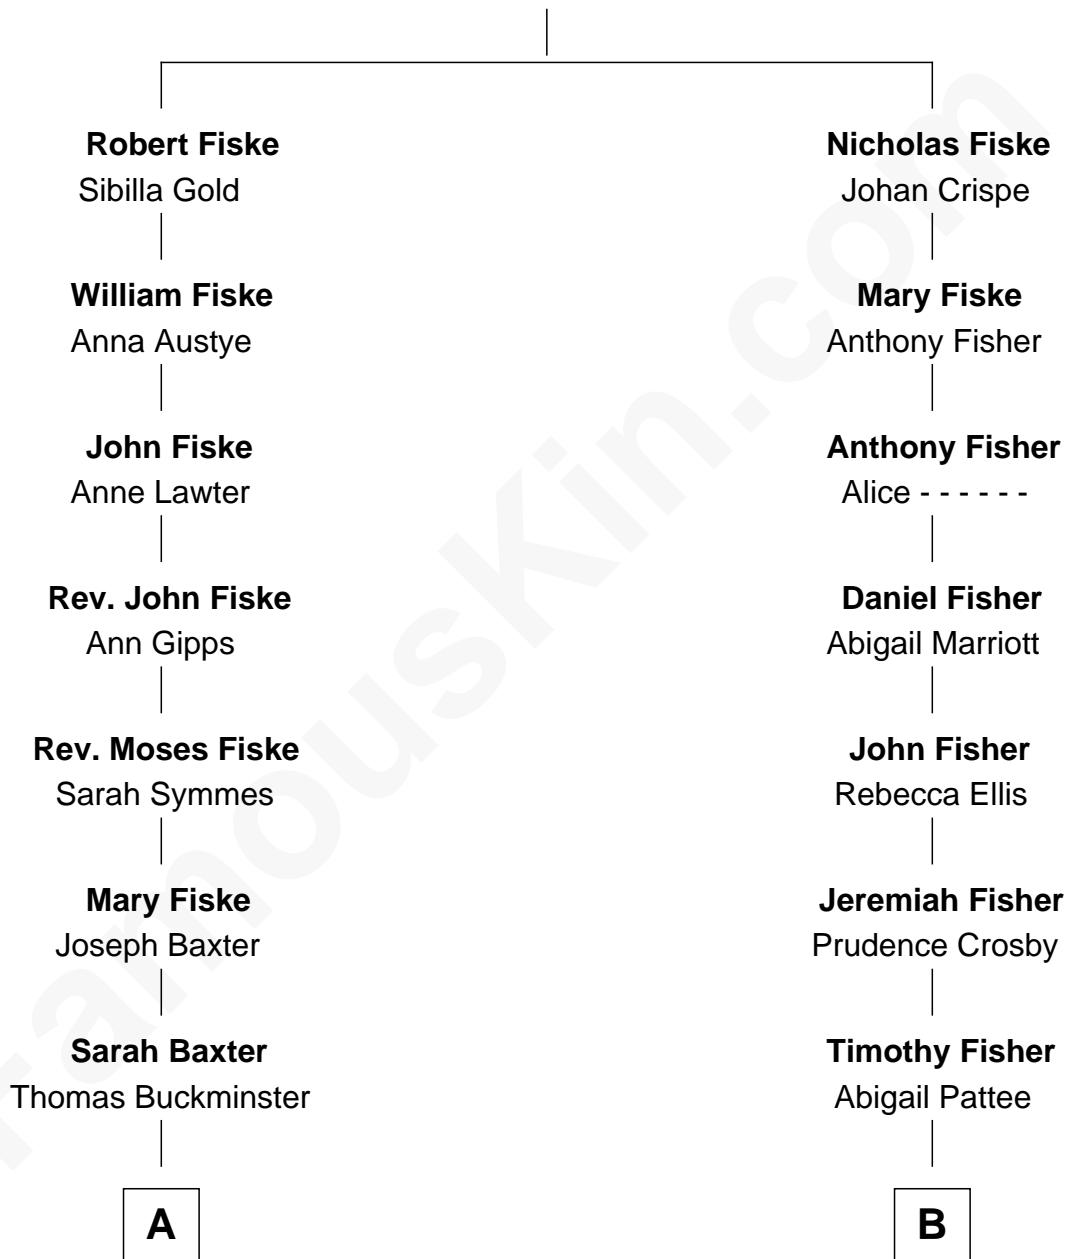 Robert Fiske
Sibilla Gold
William Fiske
Anna Austye
John Fiske
Anne Lawter
Rev. John Fiske
Ann Gipps
Rev. Moses Fiske
Sarah Symmes
Mary Fiske
Joseph Baxter
Sarah Baxter
Thomas Buckminster
A
Nicholas Fiske
Johan Crispe
Mary Fiske
Anthony Fisher
Anthony Fisher
Alice - - - - - -
Daniel Fisher
Abigail Marriott
John Fisher
Rebecca Ellis
Jeremiah Fisher
Prudence Crosby
Timothy Fisher
Abigail Pattee
B
FamousKin.com